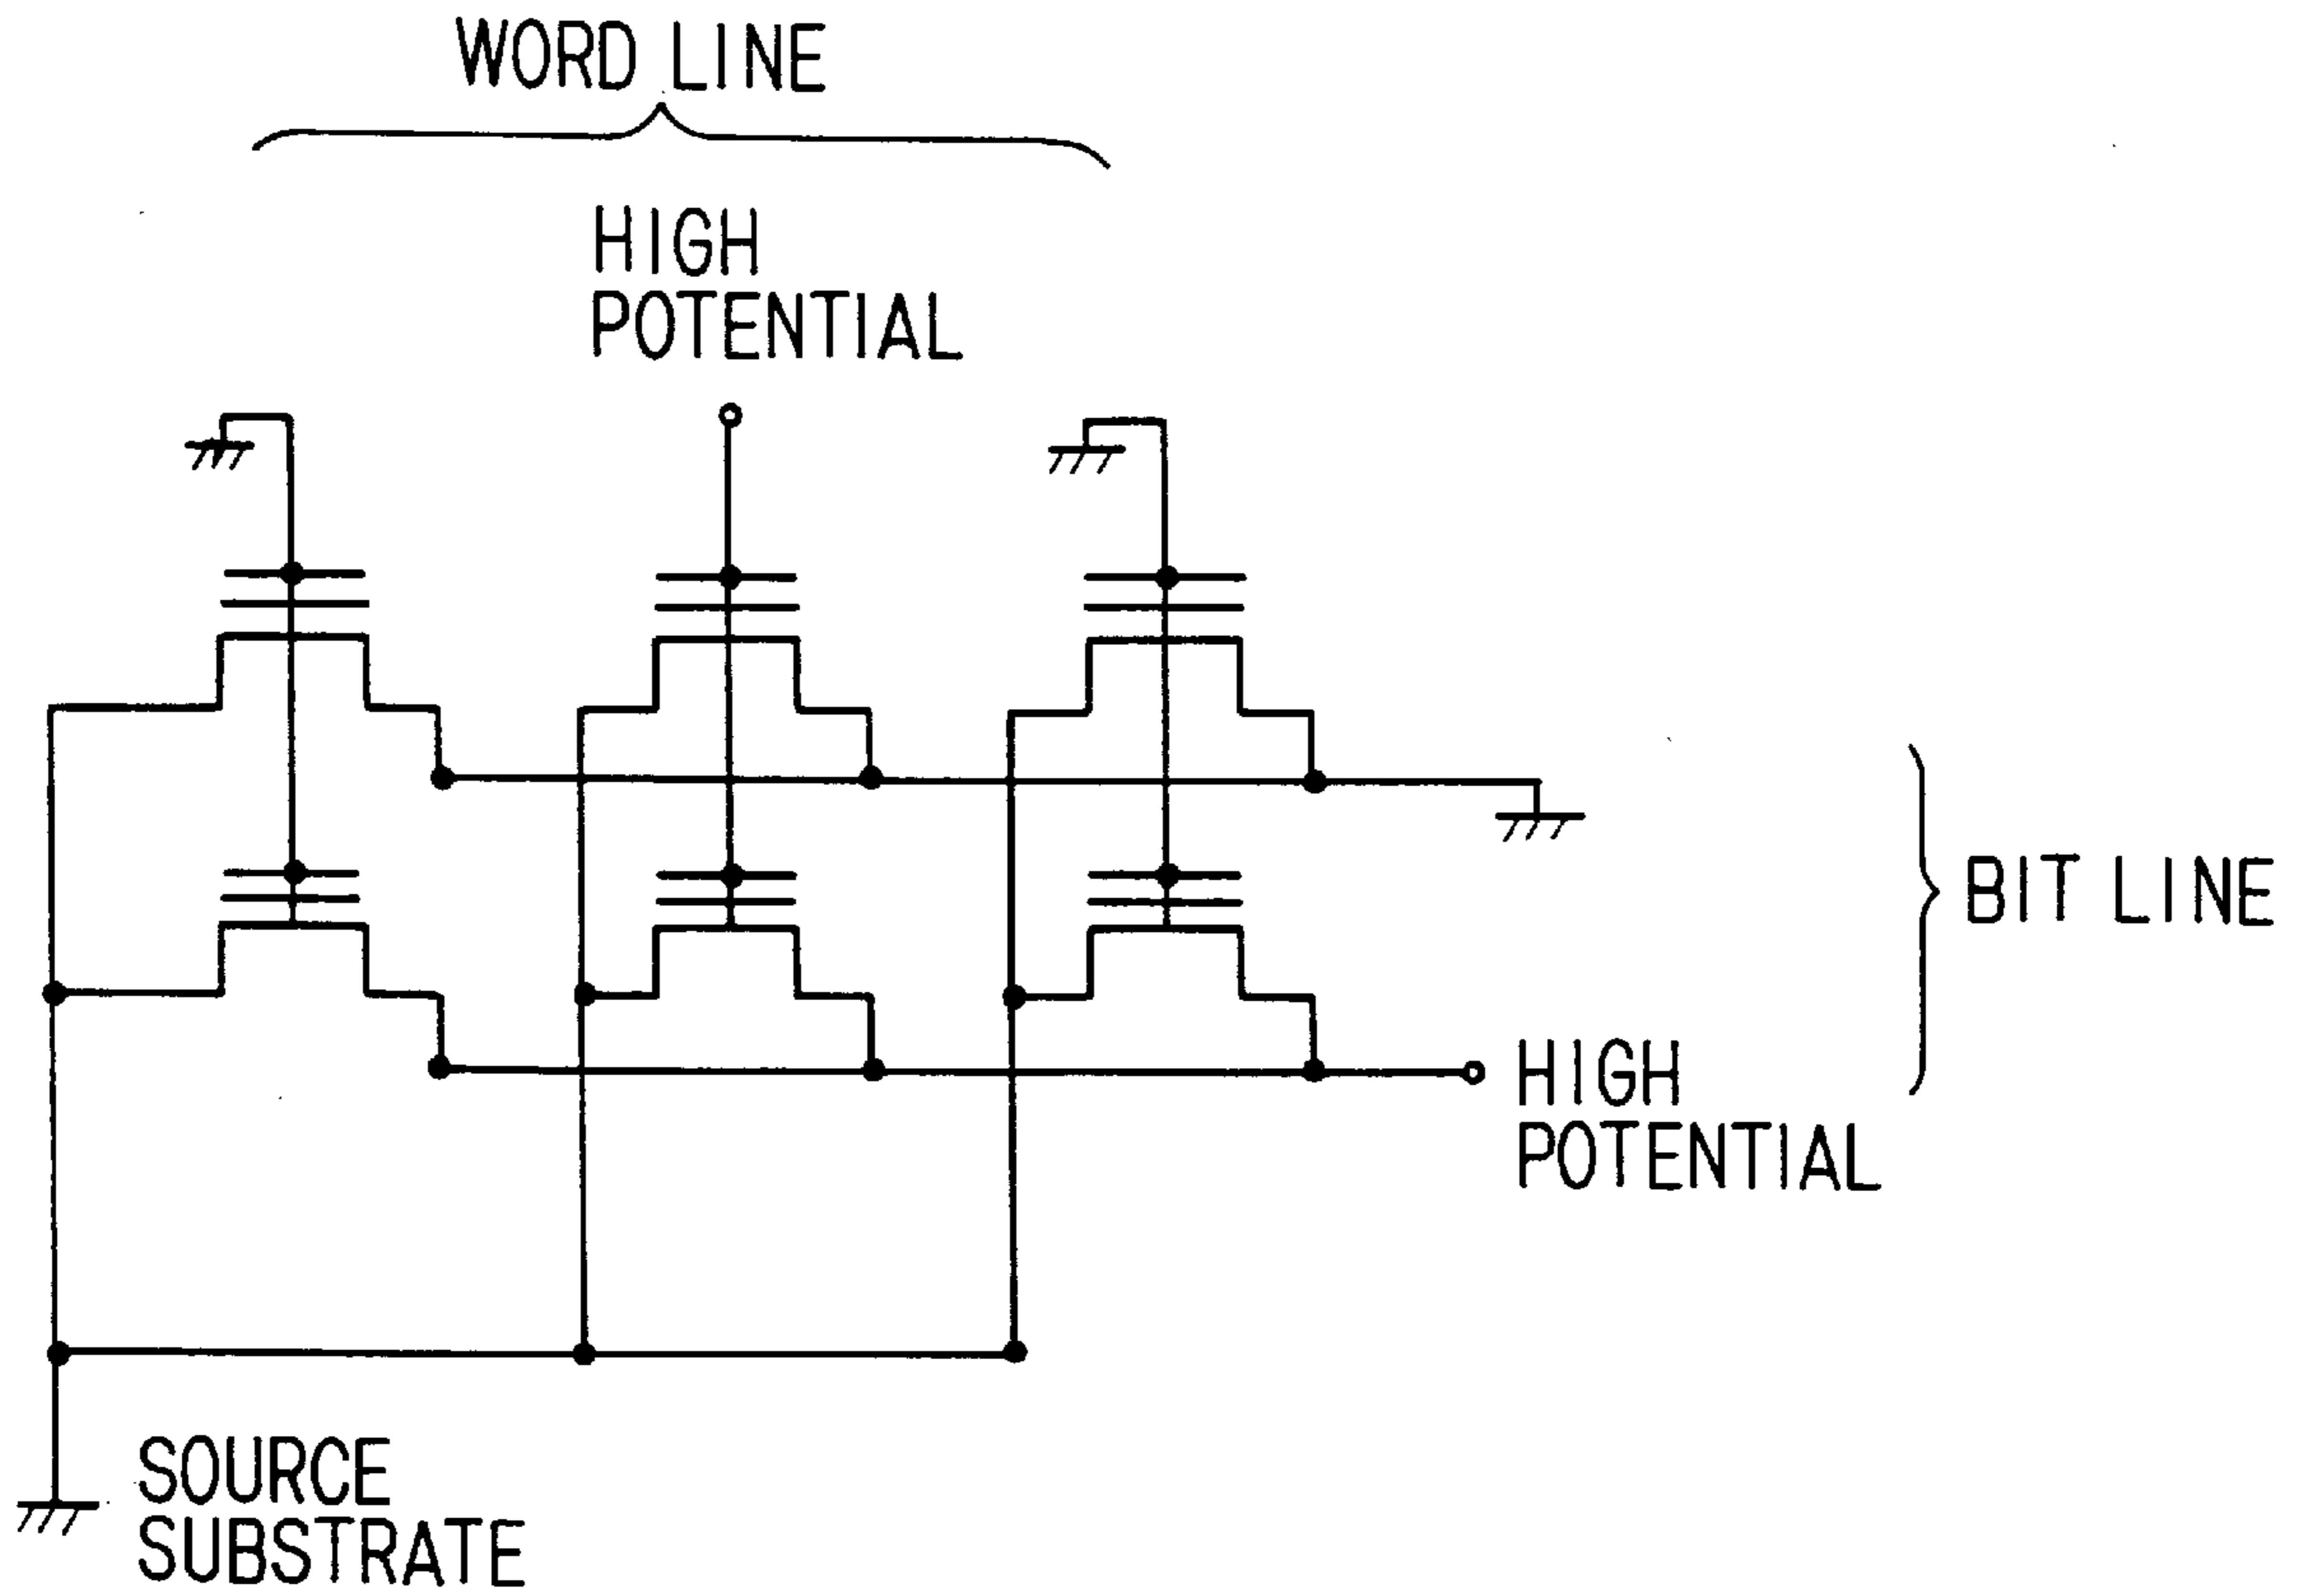 WORD LINE
HIGH
POTENTIAL
BIT LINE
HIGH
POTENTIAL
SOURCE
SUBSTRATE